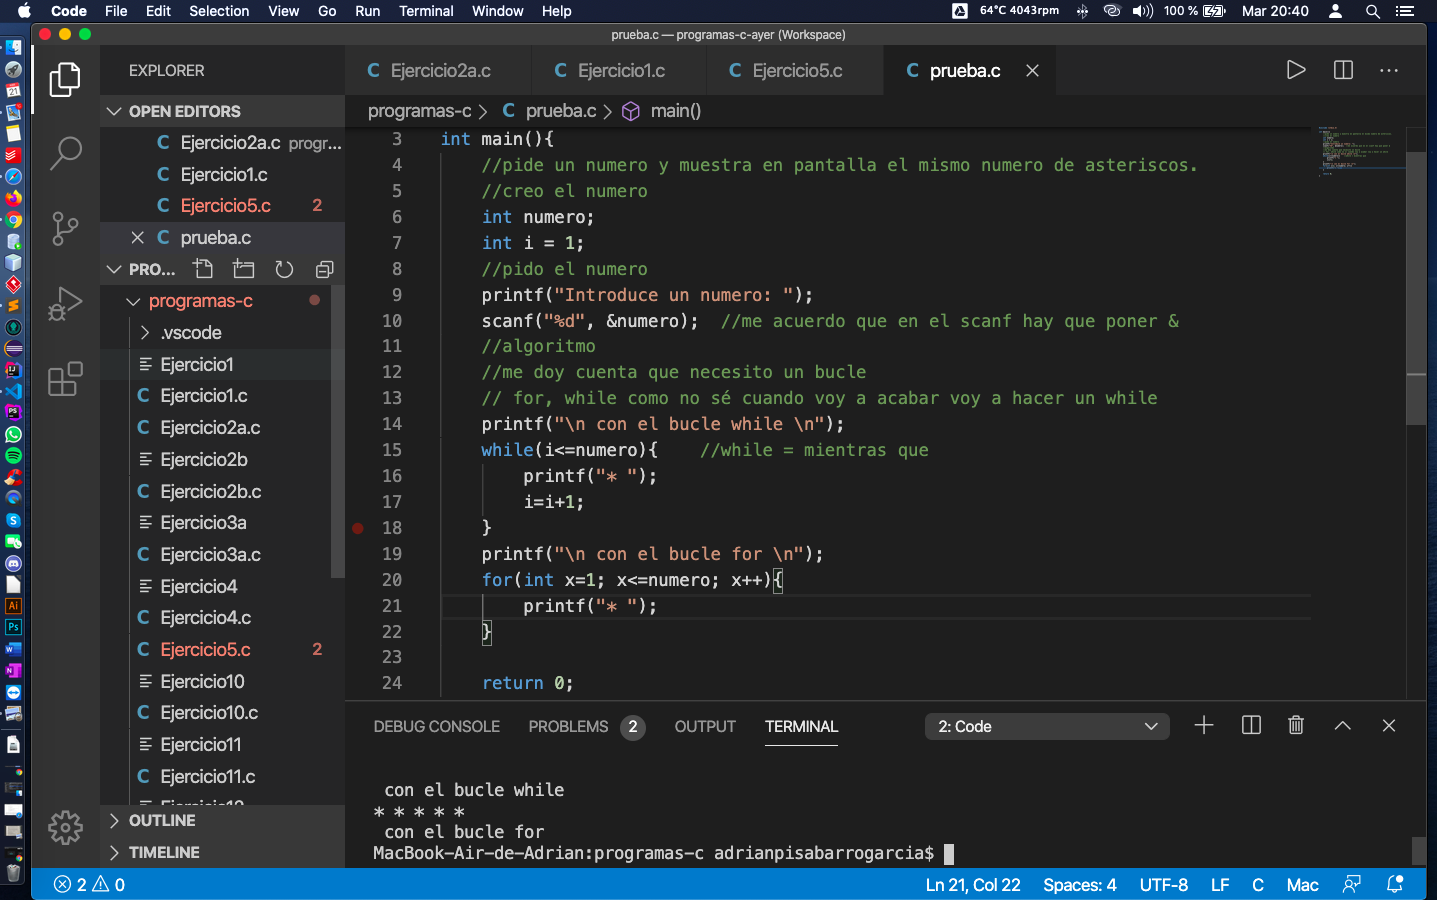 Code File Edit Selection View Go Run Terminal Window Help 64°C 4043rpm 100 % Mar 20:40
prueba.c — programas-c-ayer (Workspace)
EXPLORER
C Ejercicio2a.c C Ejercicio1.c C Ejercicio5.c C prueba.c
OPEN EDITORS
programas-c > C prueba.c > main()
C Ejercicio2a.c progr...
C Ejercicio1.c
C Ejercicio5.c 2
C prueba.c
PRO...
programas-c
.vscode
Ejercicio1
C Ejercicio1.c
C Ejercicio2a.c
Ejercicio2b
C Ejercicio2b.c
Ejercicio3a
C Ejercicio3a.c
Ejercicio4
C Ejercicio4.c
C Ejercicio5.c 2
Ejercicio10
C Ejercicio10.c
Ejercicio11
C Ejercicio11.c
OUTLINE
TIMELINE
3 int main(){
4 //pide un numero y muestra en pantalla el mismo numero de asteriscos.
5 //creo el numero
6 int numero;
7 int i = 1;
8 //pido el numero
9 printf("Introduce un numero: ");
10 scanf("%d", &numero); //me acuerdo que en el scanf hay que poner &
11 //algoritmo
12 //me doy cuenta que necesito un bucle
13 // for, while como no sé cuando voy a acabar voy a hacer un while
14 printf("\n con el bucle while \n");
15 while(i<=numero){ //while = mientras que
16 printf("* ");
17 i=i+1;
18 }
19 printf("\n con el bucle for \n");
20 for(int x=1; x<=numero; x++){
21 printf("* ");
22 }
23
24 return 0;
DEBUG CONSOLE PROBLEMS 2 OUTPUT TERMINAL 2: Code
con el bucle while
* * * * *
con el bucle for
MacBook-Air-de-Adrian:programas-c adrianpisabarrogarcia$
2 0 Ln 21, Col 22 Spaces: 4 UTF-8 LF C Mac